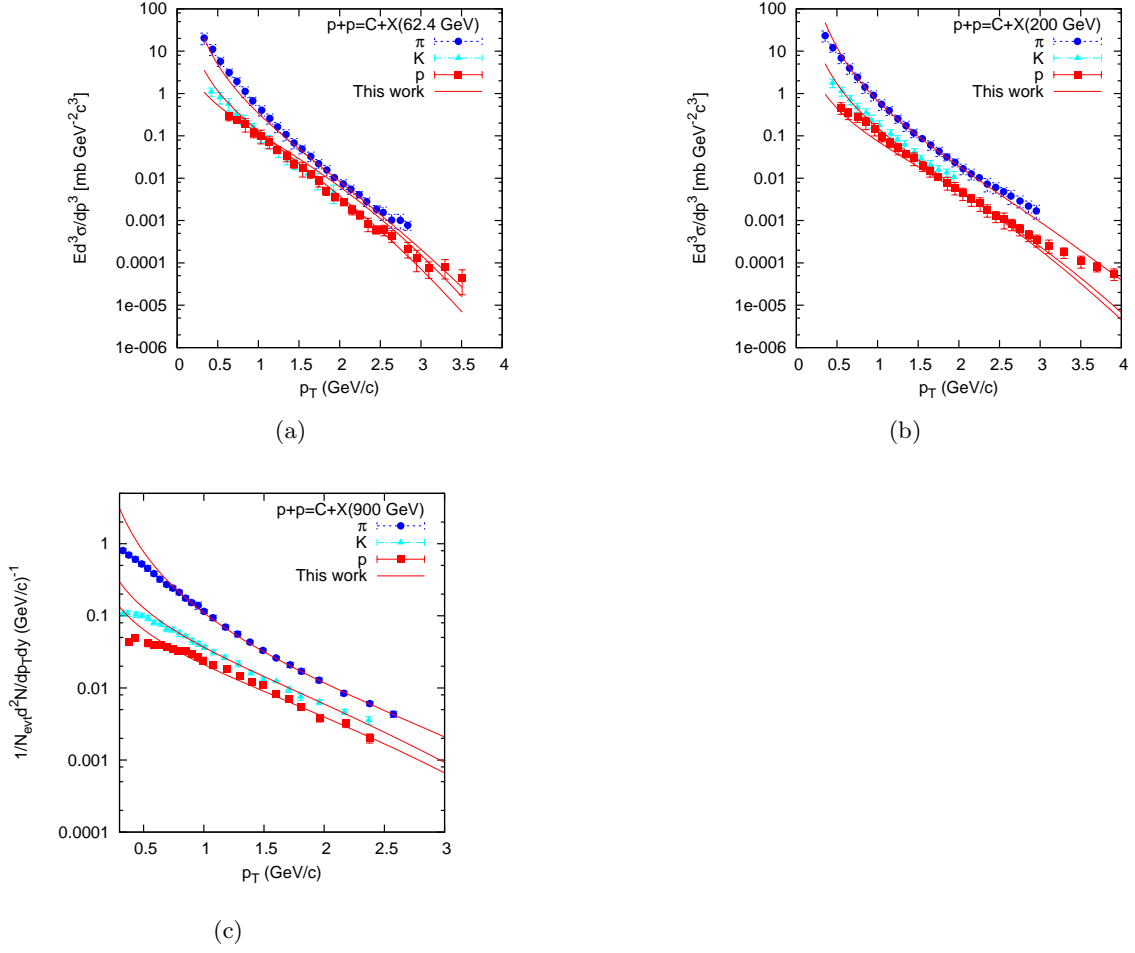 p+p=C+X(62.4 GeV)
π
K
p
This work
Ed³σ/dp³ [mb GeV⁻²c³]
100
10
1
0.1
0.01
0.001
0.0001
1e-005
1e-006
0 0.5 1 1.5 2 2.5 3 3.5 4
p_T (GeV/c)
(a)
p+p=C+X(200 GeV)
π
K
p
This work
Ed³σ/dp³ [mb GeV⁻²c³]
100
10
1
0.1
0.01
0.001
0.0001
1e-005
1e-006
0 0.5 1 1.5 2 2.5 3 3.5 4
p_T (GeV/c)
(b)
p+p=C+X(900 GeV)
π
K
p
This work
1/N_evt d²N/dp_T dy (GeV/c)⁻¹
1
0.1
0.01
0.001
0.0001
0.5 1 1.5 2 2.5 3
p_T (GeV/c)
(c)